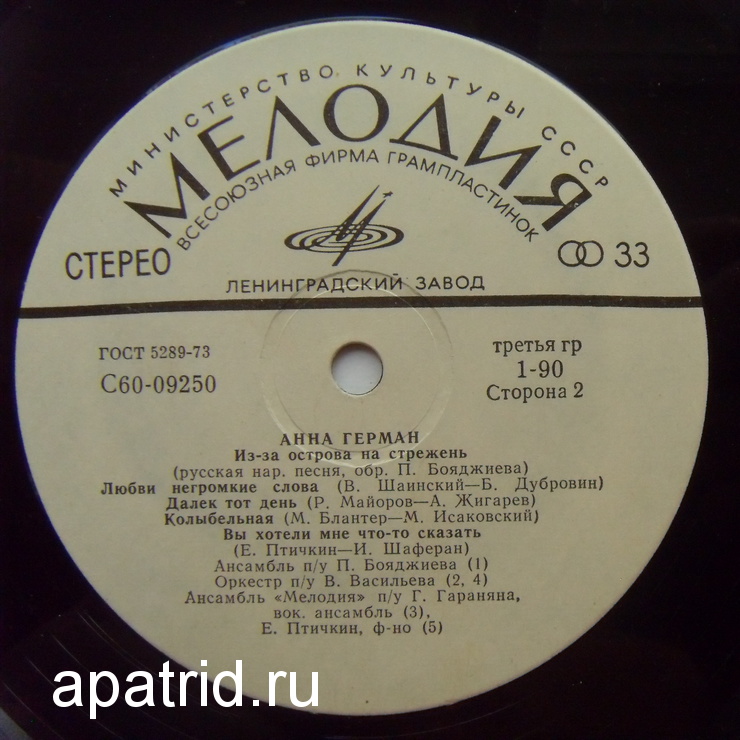 МИНИСТЕРСТВО КУЛЬТУРЫ СССР
МЕЛОДИЯ
ВСЕСОЮЗНАЯ ФИРМА ГРАМПЛАСТИНОК
СТЕРЕО
33
ЛЕНИНГРАДСКИЙ ЗАВОД
ГОСТ 5289-73
С60-09250
третья гр
1-90
Сторона 2
АННА ГЕРМАН
Из-за острова на стрежень
(русская нар. песня, обр. П. Бояджиева)
Любви негромкие слова (В. Шаинский—Б. Дубровин)
Далек тот день (Р. Майоров—А. Жигарев)
Колыбельная (М. Блантер—М. Исаковский)
Вы хотели мне что-то сказать
(Е. Птичкин—И. Шаферан)
Ансамбль п/у П. Бояджиева (1)
Оркестр п/у В. Васильева (2, 4)
Ансамбль «Мелодия» п/у Г. Гараняна,
вок. ансамбль (3),
Е. Птичкин, ф-но (5)
apatrid.ru